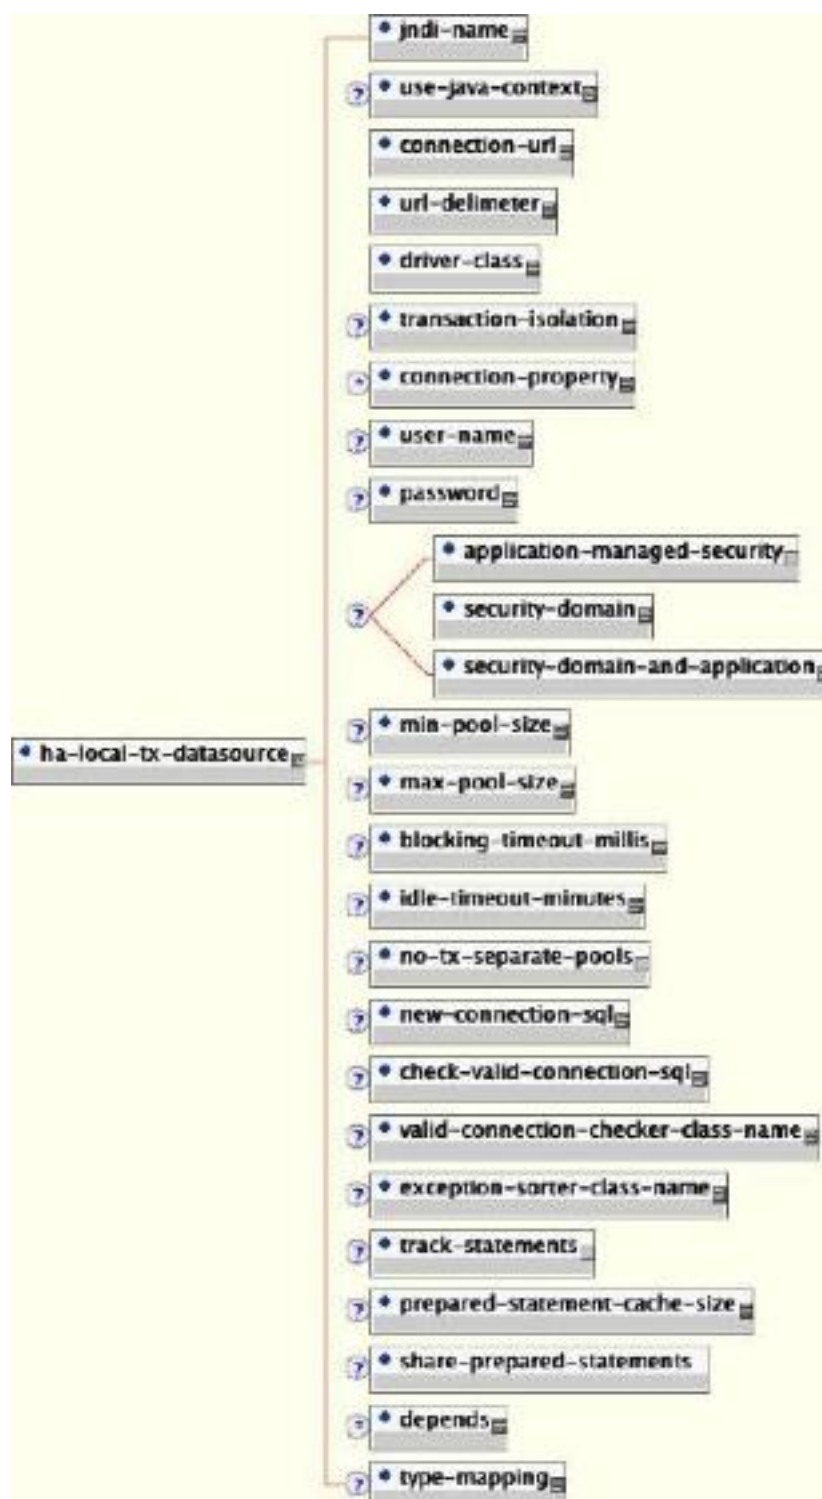 jndi-name
? use-java-context
connection-url
url-delimeter
driver-class
? transaction-isolation
* connection-property
? user-name
? password
application-managed-security
? security-domain
security-domain-and-application
? min-pool-size
ha-local-tx-datasource
? max-pool-size
? blocking-timeout-millis
? idle-timeout-minutes
? no-tx-separate-pools
? new-connection-sql
? check-valid-connection-sql
? valid-connection-checker-class-name
? exception-sorter-class-name
? track-statements
? prepared-statement-cache-size
? share-prepared-statements
* depends
? type-mapping